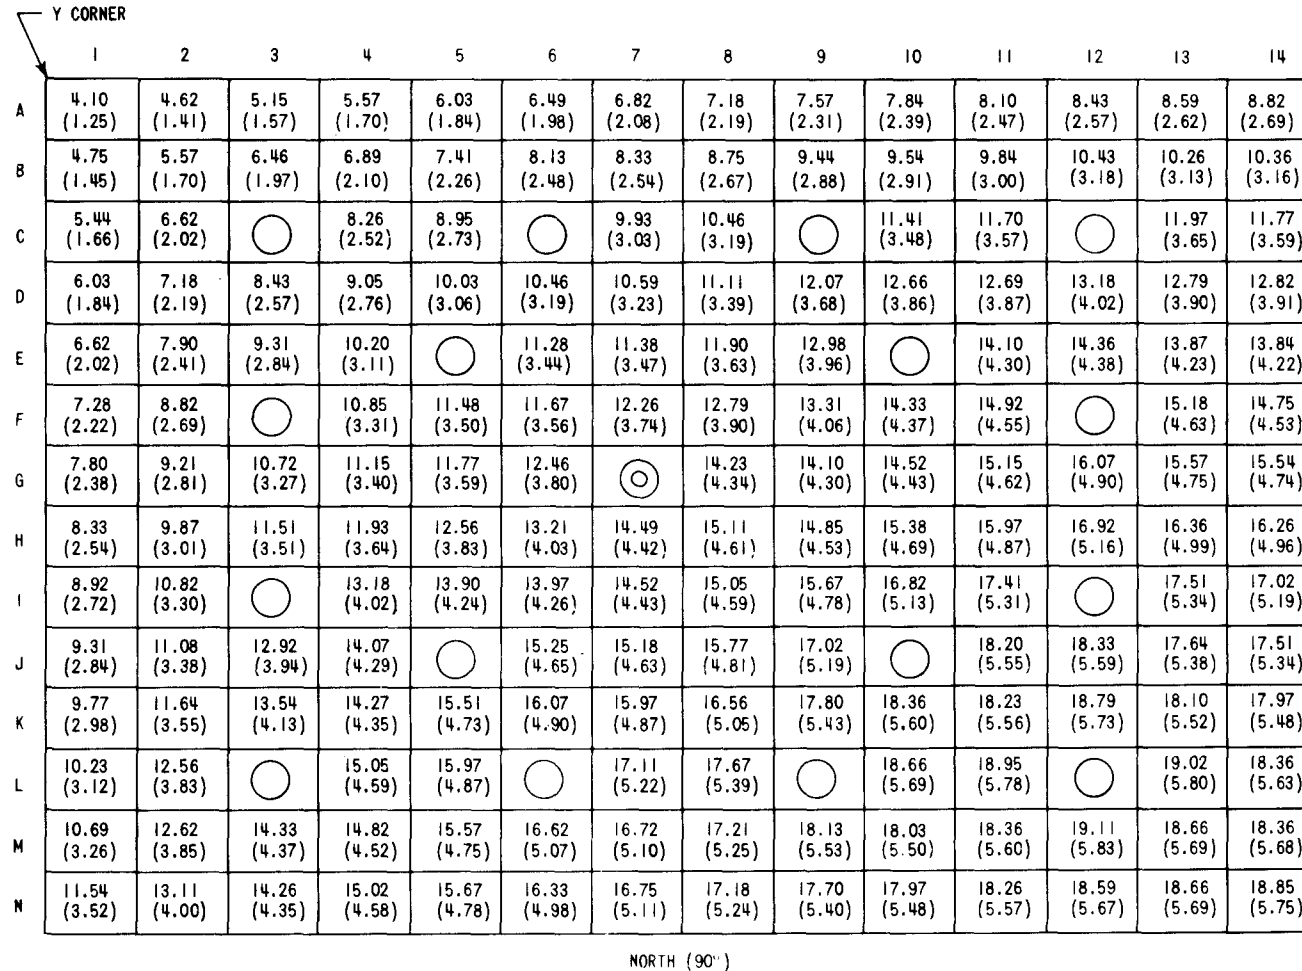 Y CORNER
1 2 3 4 5 6 7 8 9 10 11 12 13 14
A 4.10 4.62 5.15 5.57 6.03 6.49 6.82 7.18 7.57 7.84 8.10 8.43 8.59 8.82
(1.25) (1.41) (1.57) (1.70) (1.84) (1.98) (2.08) (2.19) (2.31) (2.39) (2.47) (2.57) (2.62) (2.69)
B 4.75 5.57 6.46 6.89 7.41 8.13 8.33 8.75 9.44 9.54 9.84 10.43 10.26 10.36
(1.45) (1.70) (1.97) (2.10) (2.26) (2.48) (2.54) (2.67) (2.88) (2.91) (3.00) (3.18) (3.13) (3.16)
C 5.44 6.62 8.26 8.95 9.93 10.46 11.41 11.70 11.97 11.77
(1.66) (2.02) (2.52) (2.73) (3.03) (3.19) (3.48) (3.57) (3.65) (3.59)
D 6.03 7.18 8.43 9.05 10.03 10.46 10.59 11.11 12.07 12.66 12.69 13.18 12.79 12.82
(1.84) (2.19) (2.57) (2.76) (3.06) (3.19) (3.23) (3.39) (3.68) (3.86) (3.87) (4.02) (3.90) (3.91)
E 6.62 7.90 9.31 10.20 11.28 11.38 11.90 12.98 14.10 14.36 13.87 13.84
(2.02) (2.41) (2.84) (3.11) (3.44) (3.47) (3.63) (3.96) (4.30) (4.38) (4.23) (4.22)
F 7.28 8.82 10.85 11.48 11.67 12.26 12.79 13.31 14.33 14.92 15.18 14.75
(2.22) (2.69) (3.31) (3.50) (3.56) (3.74) (3.90) (4.06) (4.37) (4.55) (4.63) (4.53)
G 7.80 9.21 10.72 11.15 11.77 12.46 14.23 14.10 14.52 15.15 16.07 15.57 15.54
(2.38) (2.81) (3.27) (3.40) (3.59) (3.80) (4.34) (4.30) (4.43) (4.62) (4.90) (4.75) (4.74)
H 8.33 9.87 11.51 11.93 12.56 13.21 14.49 15.11 14.85 15.38 15.97 16.92 16.36 16.26
(2.54) (3.01) (3.51) (3.64) (3.83) (4.03) (4.42) (4.61) (4.53) (4.69) (4.87) (5.16) (4.99) (4.96)
I 8.92 10.82 13.18 13.90 13.97 14.52 15.05 15.67 16.82 17.41 17.51 17.02
(2.72) (3.30) (4.02) (4.24) (4.26) (4.43) (4.59) (4.78) (5.13) (5.31) (5.34) (5.19)
J 9.31 11.08 12.92 14.07 15.25 15.18 15.77 17.02 18.20 18.33 17.64 17.51
(2.84) (3.38) (3.94) (4.29) (4.65) (4.63) (4.81) (5.19) (5.55) (5.59) (5.38) (5.34)
K 9.77 11.64 13.54 14.27 15.51 16.07 15.97 16.56 17.80 18.36 18.23 18.79 18.10 17.97
(2.98) (3.55) (4.13) (4.35) (4.73) (4.90) (4.87) (5.05) (5.43) (5.60) (5.56) (5.73) (5.52) (5.48)
L 10.23 12.56 15.05 15.97 17.11 17.67 18.66 18.95 19.02 18.36
(3.12) (3.83) (4.59) (4.87) (5.22) (5.39) (5.69) (5.78) (5.80) (5.63)
M 10.69 12.62 14.33 14.82 15.57 16.62 16.72 17.21 18.13 18.03 18.36 19.11 18.66 18.36
(3.26) (3.85) (4.37) (4.52) (4.75) (5.07) (5.10) (5.25) (5.53) (5.50) (5.60) (5.83) (5.69) (5.68)
N 11.54 13.11 14.26 15.02 15.67 16.33 16.75 17.18 17.70 17.97 18.26 18.59 18.66 18.85
(3.52) (4.00) (4.35) (4.58) (4.78) (4.98) (5.11) (5.24) (5.40) (5.48) (5.57) (5.67) (5.69) (5.75)
NORTH (90°)